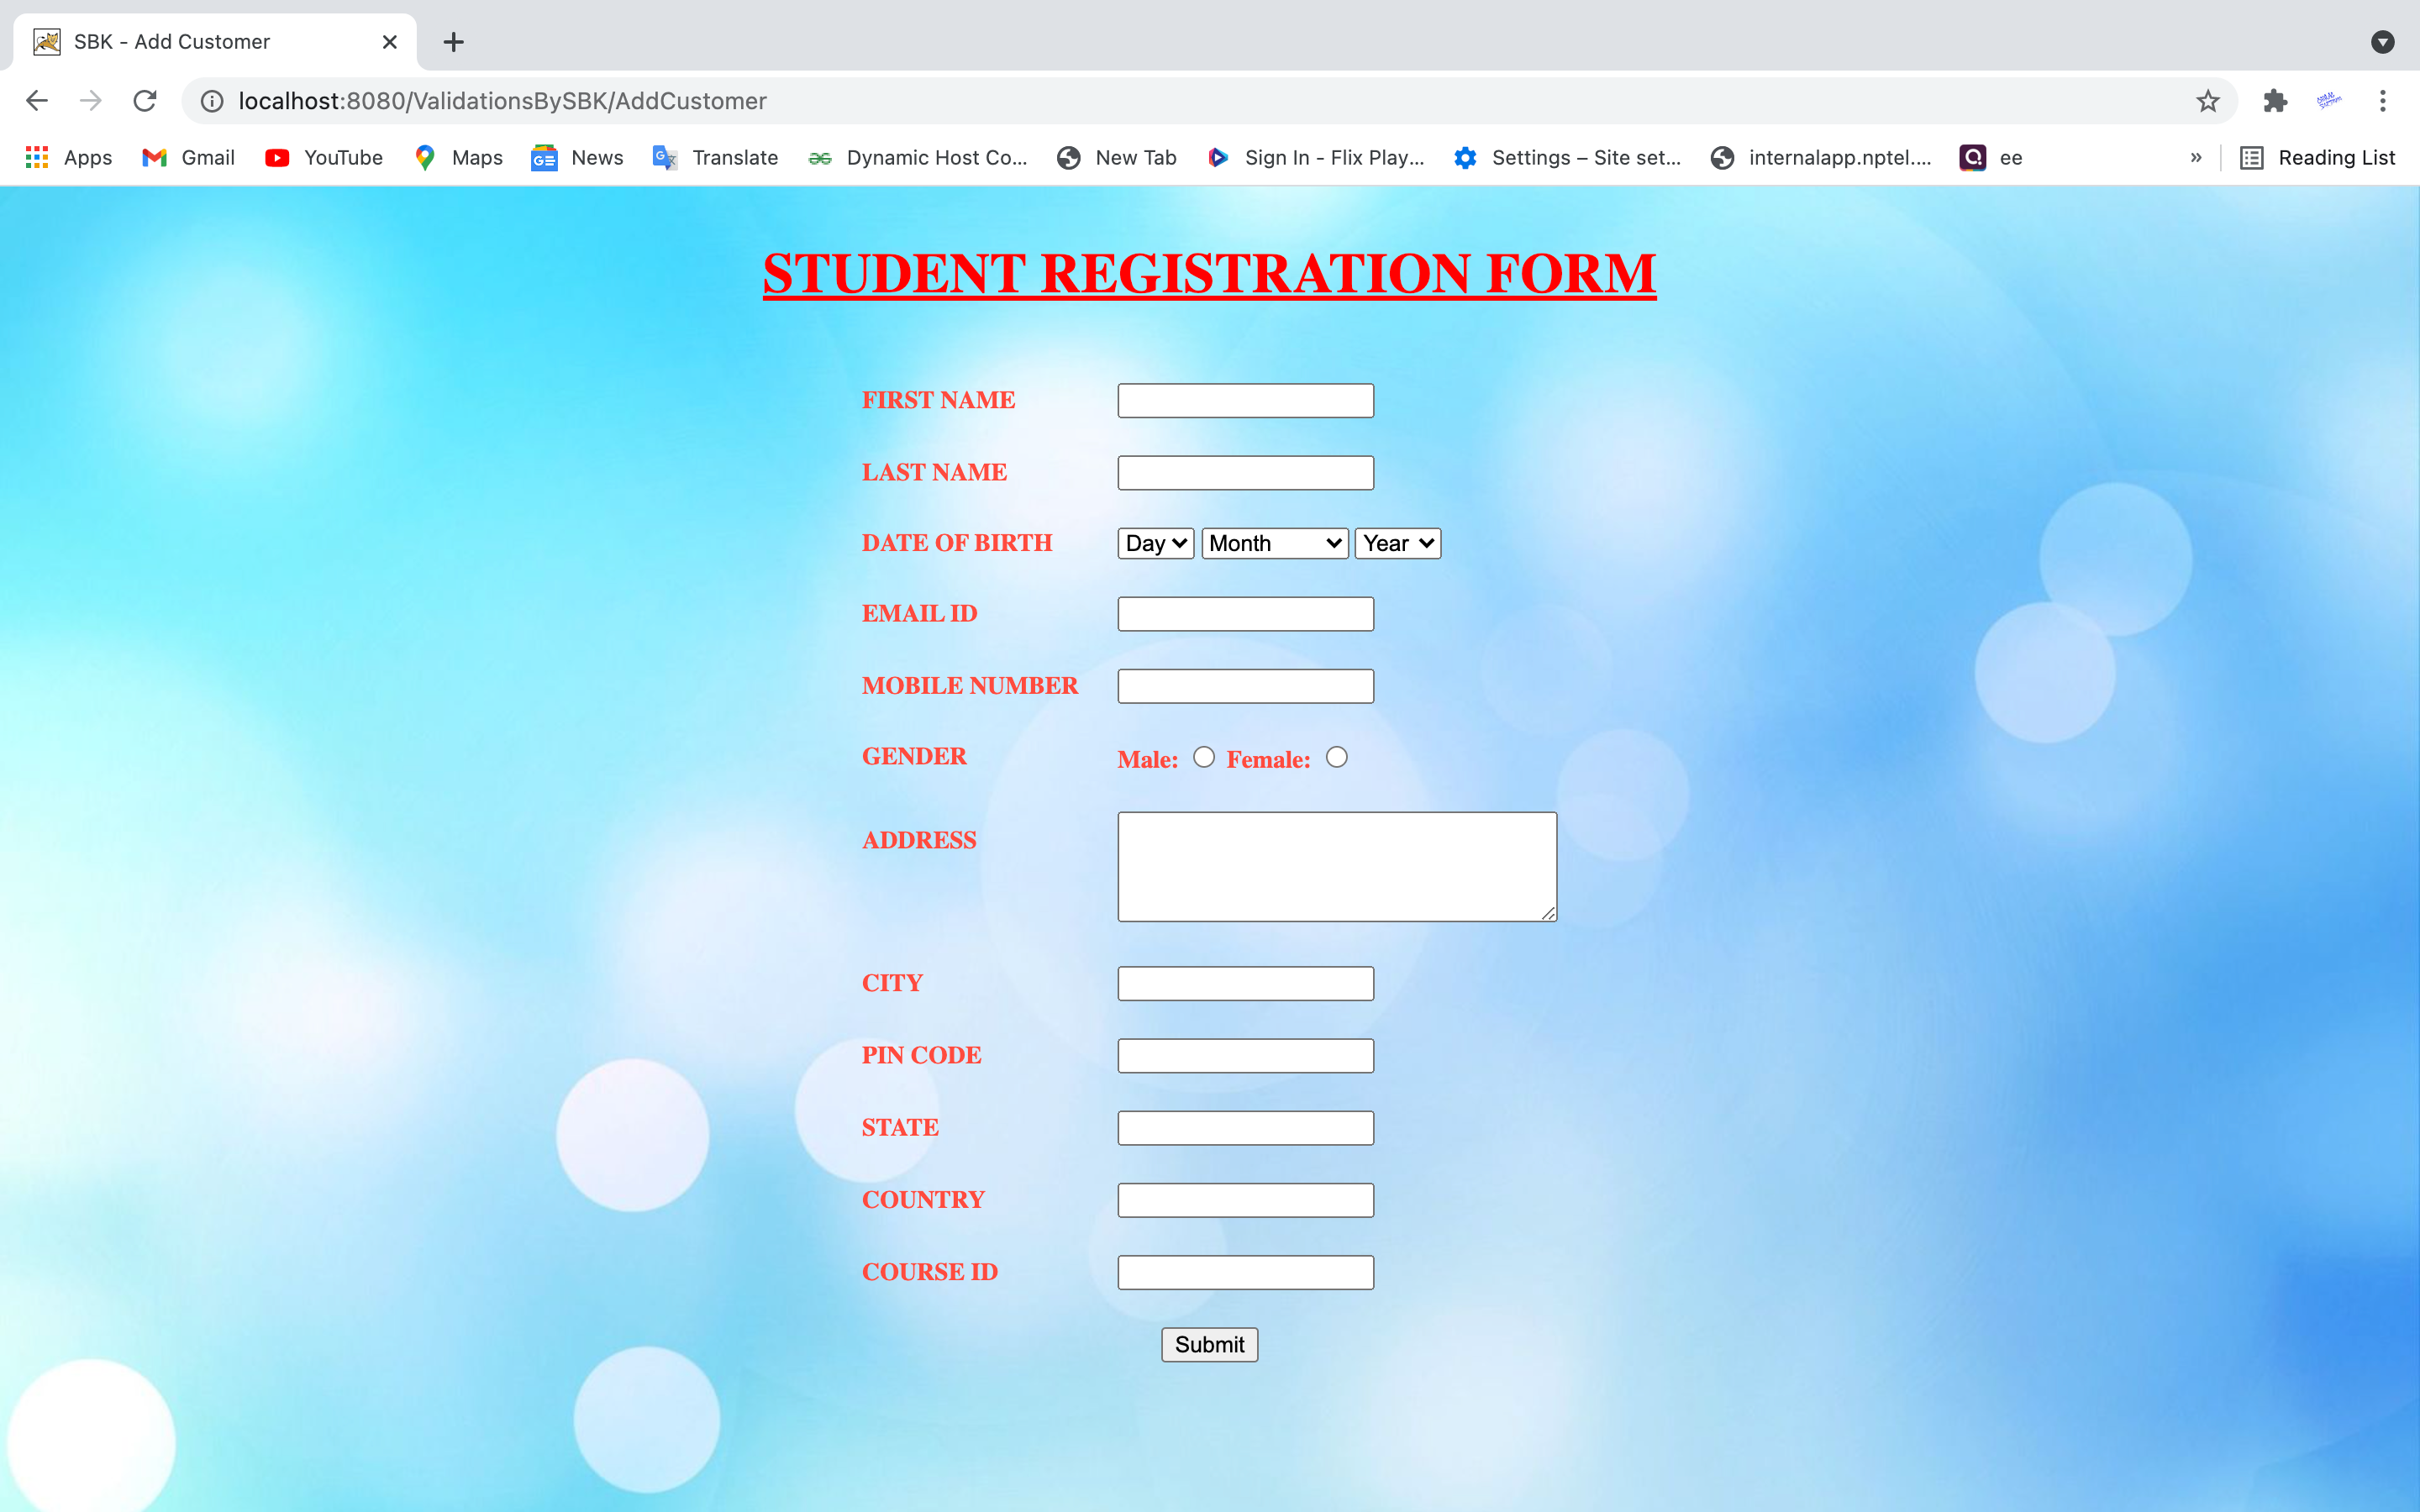 SBK - Add Customer
localhost:8080/ValidationsBySBK/AddCustomer
Apps Gmail YouTube Maps News Translate Dynamic Host Co... New Tab Sign In - Flix Play... Settings – Site set... internalapp.nptel.... ee » Reading List
STUDENT REGISTRATION FORM
FIRST NAME
LAST NAME
DATE OF BIRTH Day Month Year
EMAIL ID
MOBILE NUMBER
GENDER Male: Female:
ADDRESS
CITY
PIN CODE
STATE
COUNTRY
COURSE ID
Submit